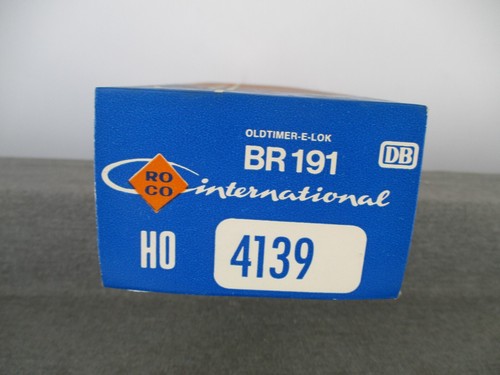 OLDTIMER-E-LOK
BR 191
DB
RO
CO
international
HO
4139